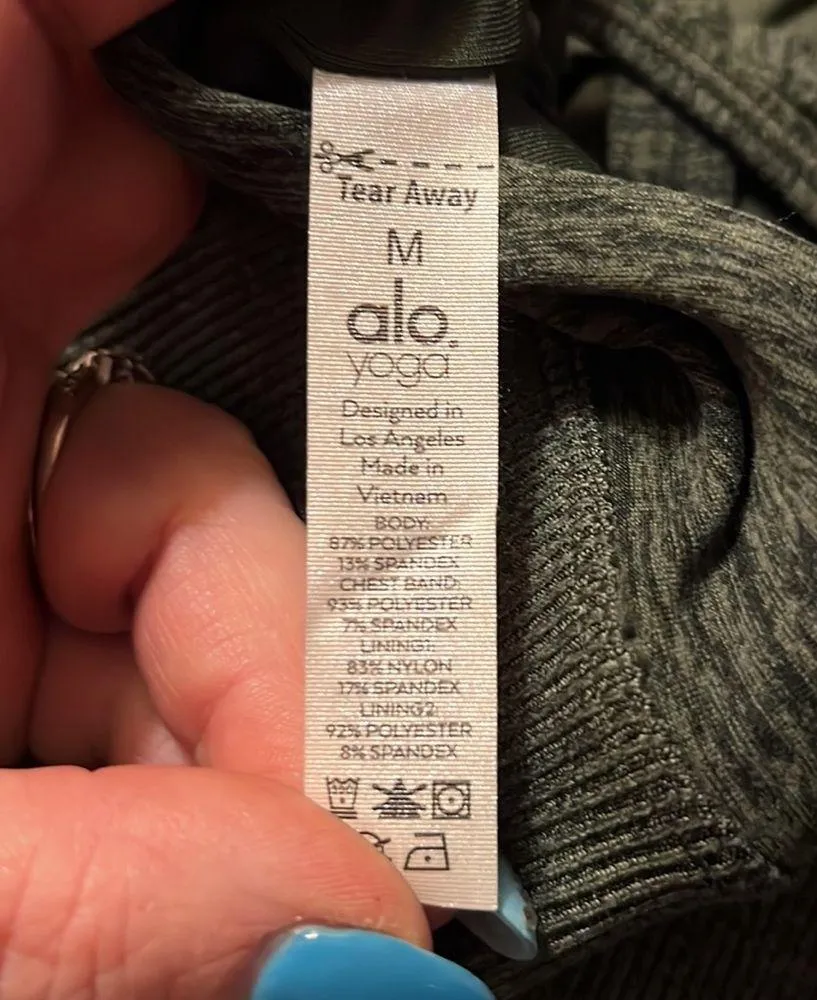 Tear Away
M
alo.
yoga
Designed in
Los Angeles
Made in
Vietnam
BODY:
87% POLYESTER
13% SPANDEX
CHEST BAND:
93% POLYESTER
7% SPANDEX
LINING1:
83% NYLON
17% SPANDEX
LINING2:
92% POLYESTER
8% SPANDEX